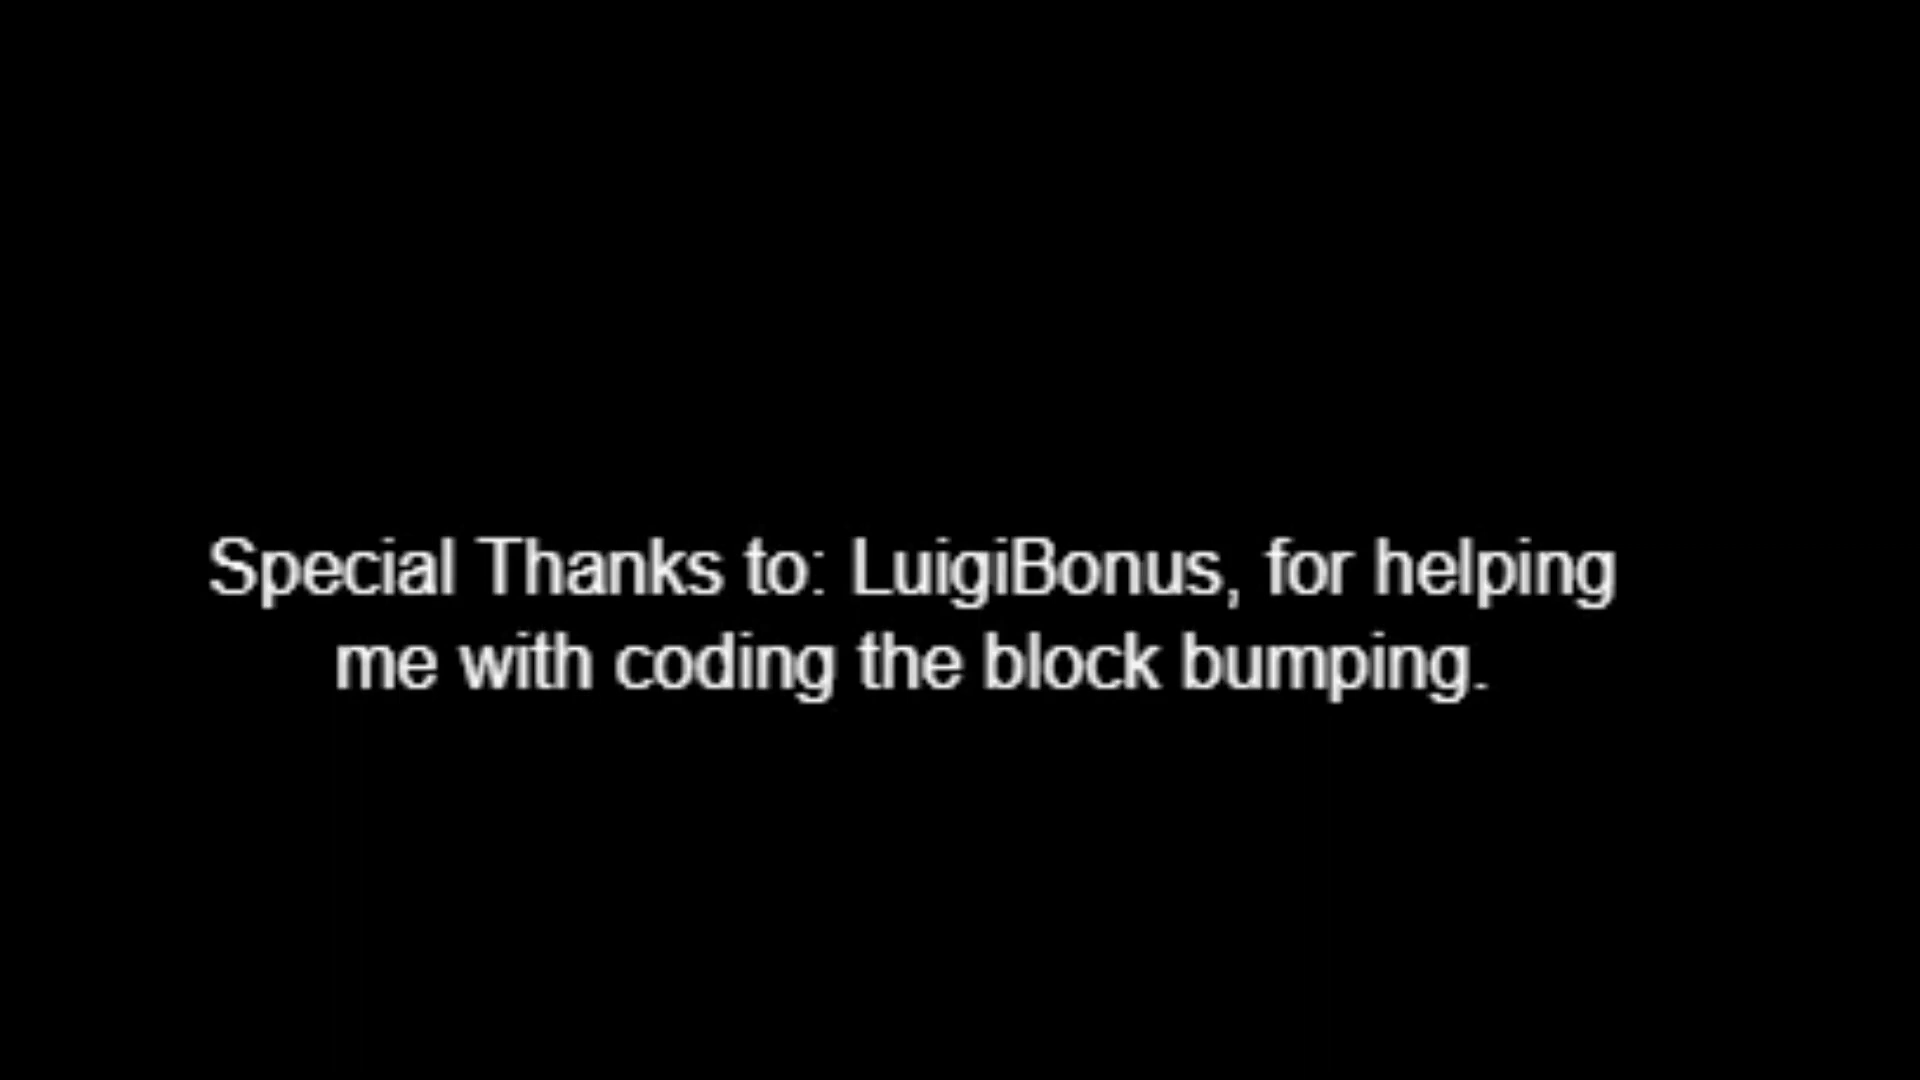 Special Thanks to: LuigiBonus, for helping
me with coding the block bumping.